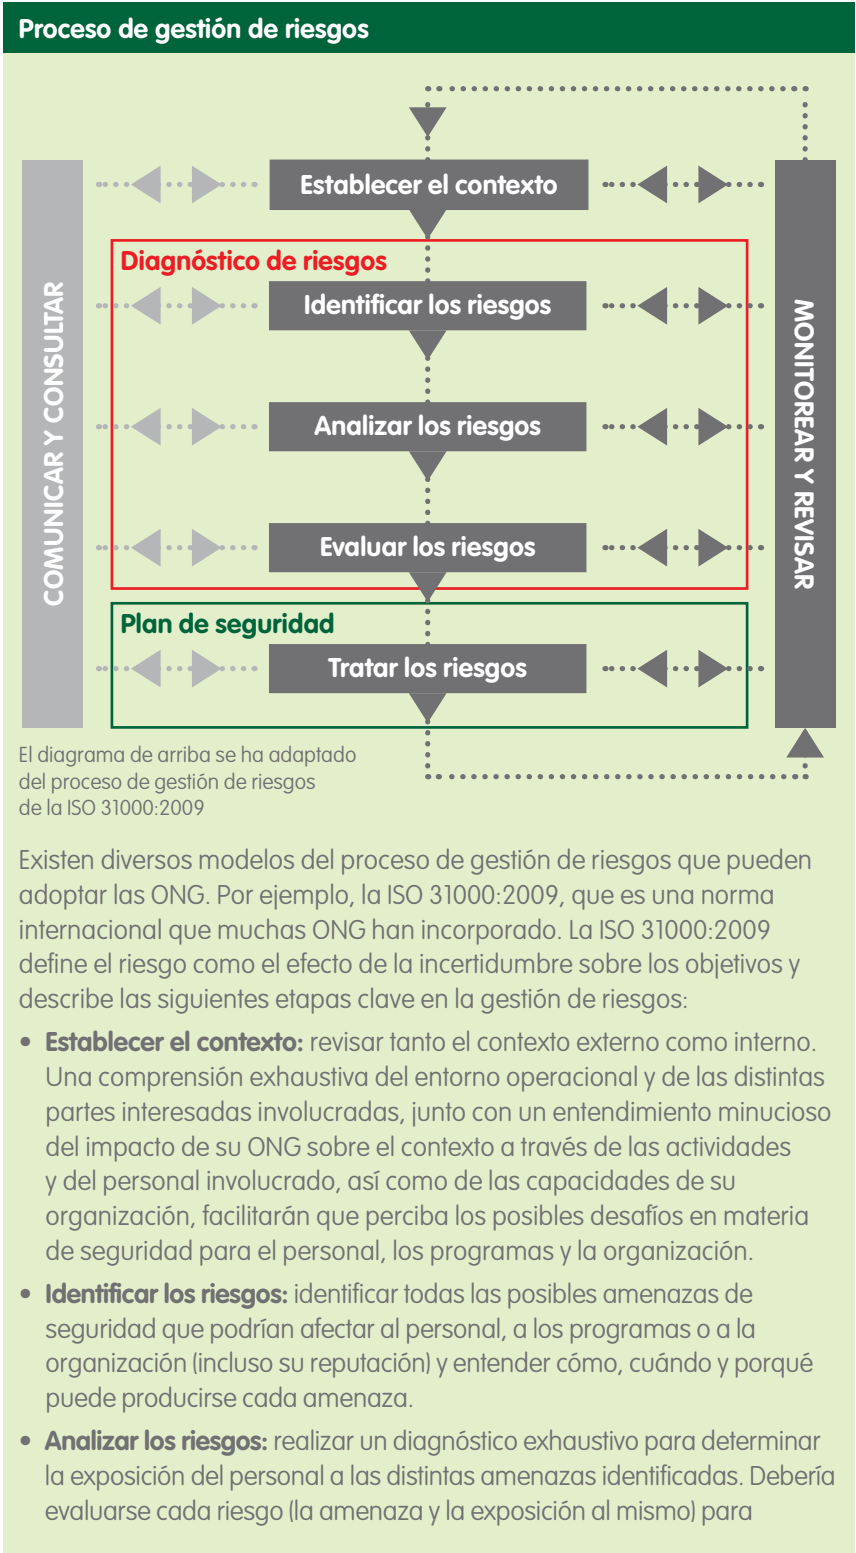 Proceso de gestión de riesgos
Establecer el contexto
Diagnóstico de riesgos
Identificar los riesgos
Analizar los riesgos
Evaluar los riesgos
Plan de seguridad
Tratar los riesgos
COMUNICAR Y CONSULTAR
MONITOREAR Y REVISAR
El diagrama de arriba se ha adaptado
del proceso de gestión de riesgos
de la ISO 31000:2009
Existen diversos modelos del proceso de gestión de riesgos que pueden
adoptar las ONG. Por ejemplo, la ISO 31000:2009, que es una norma
internacional que muchas ONG han incorporado. La ISO 31000:2009
define el riesgo como el efecto de la incertidumbre sobre los objetivos y
describe las siguientes etapas clave en la gestión de riesgos:
• Establecer el contexto: revisar tanto el contexto externo como interno.
Una comprensión exhaustiva del entorno operacional y de las distintas
partes interesadas involucradas, junto con un entendimiento minucioso
del impacto de su ONG sobre el contexto a través de las actividades
y del personal involucrado, así como de las capacidades de su
organización, facilitarán que perciba los posibles desafíos en materia
de seguridad para el personal, los programas y la organización.
• Identificar los riesgos: identificar todas las posibles amenazas de
seguridad que podrían afectar al personal, a los programas o a la
organización (incluso su reputación) y entender cómo, cuándo y porqué
puede producirse cada amenaza.
• Analizar los riesgos: realizar un diagnóstico exhaustivo para determinar
la exposición del personal a las distintas amenazas identificadas. Debería
evaluarse cada riesgo (la amenaza y la exposición al mismo) para